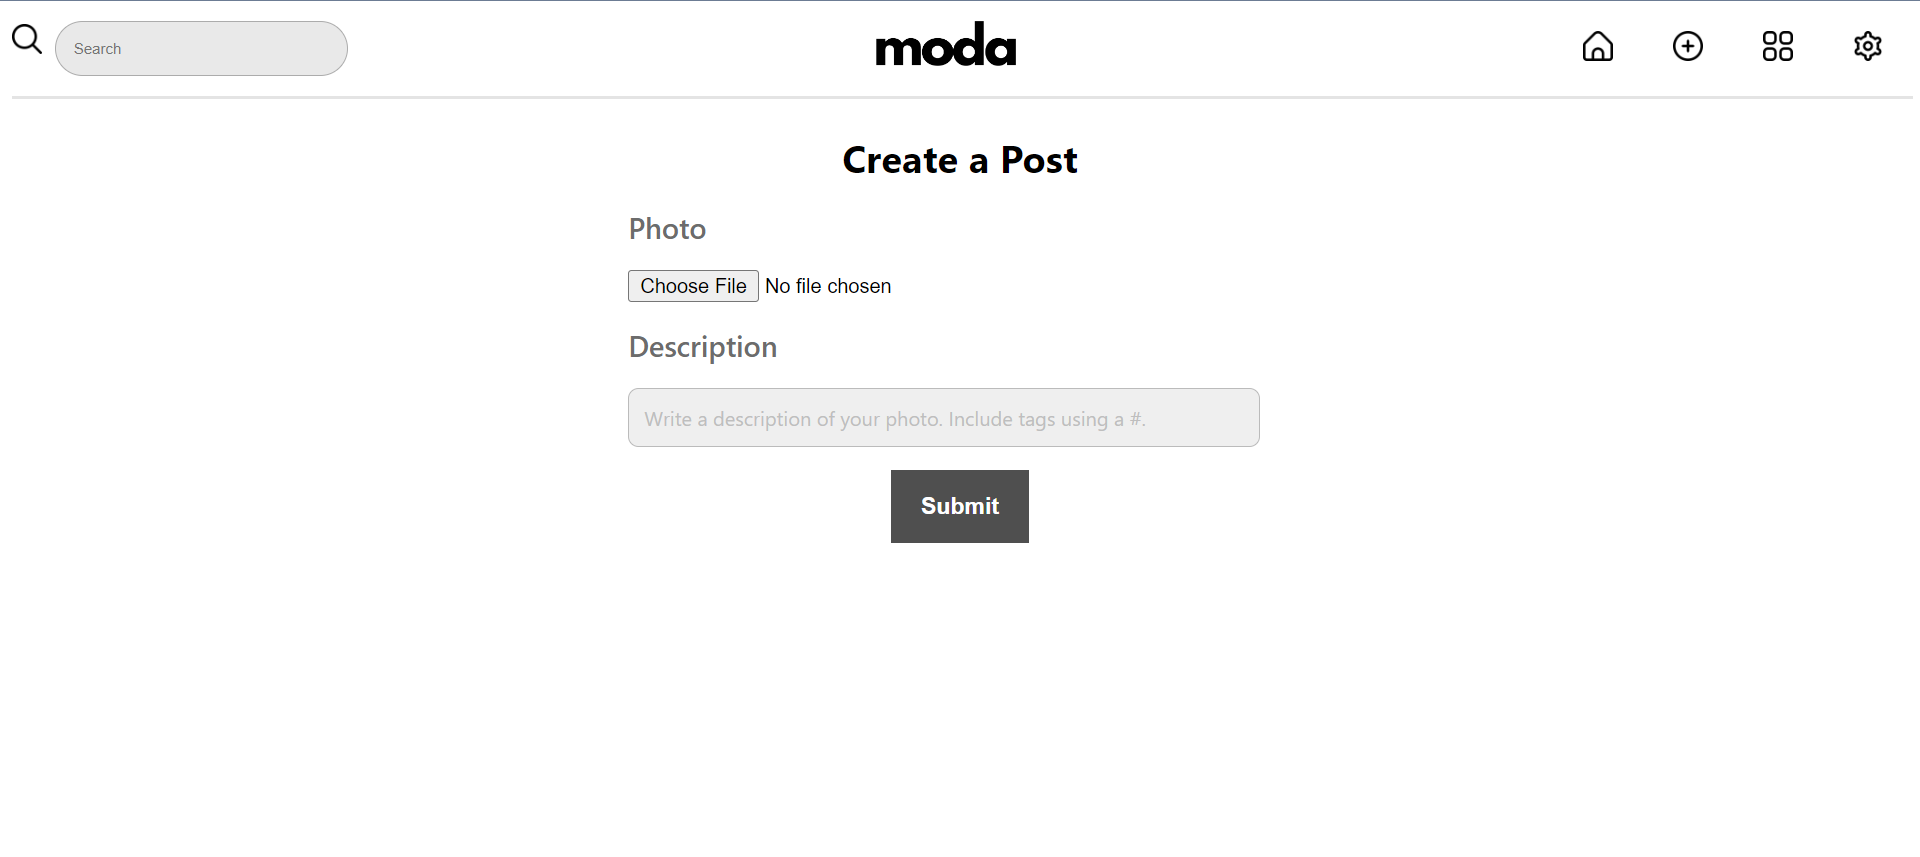 Search
moda
Create a Post
Photo
Choose File No file chosen
Description
Write a description of your photo. Include tags using a #.
Submit